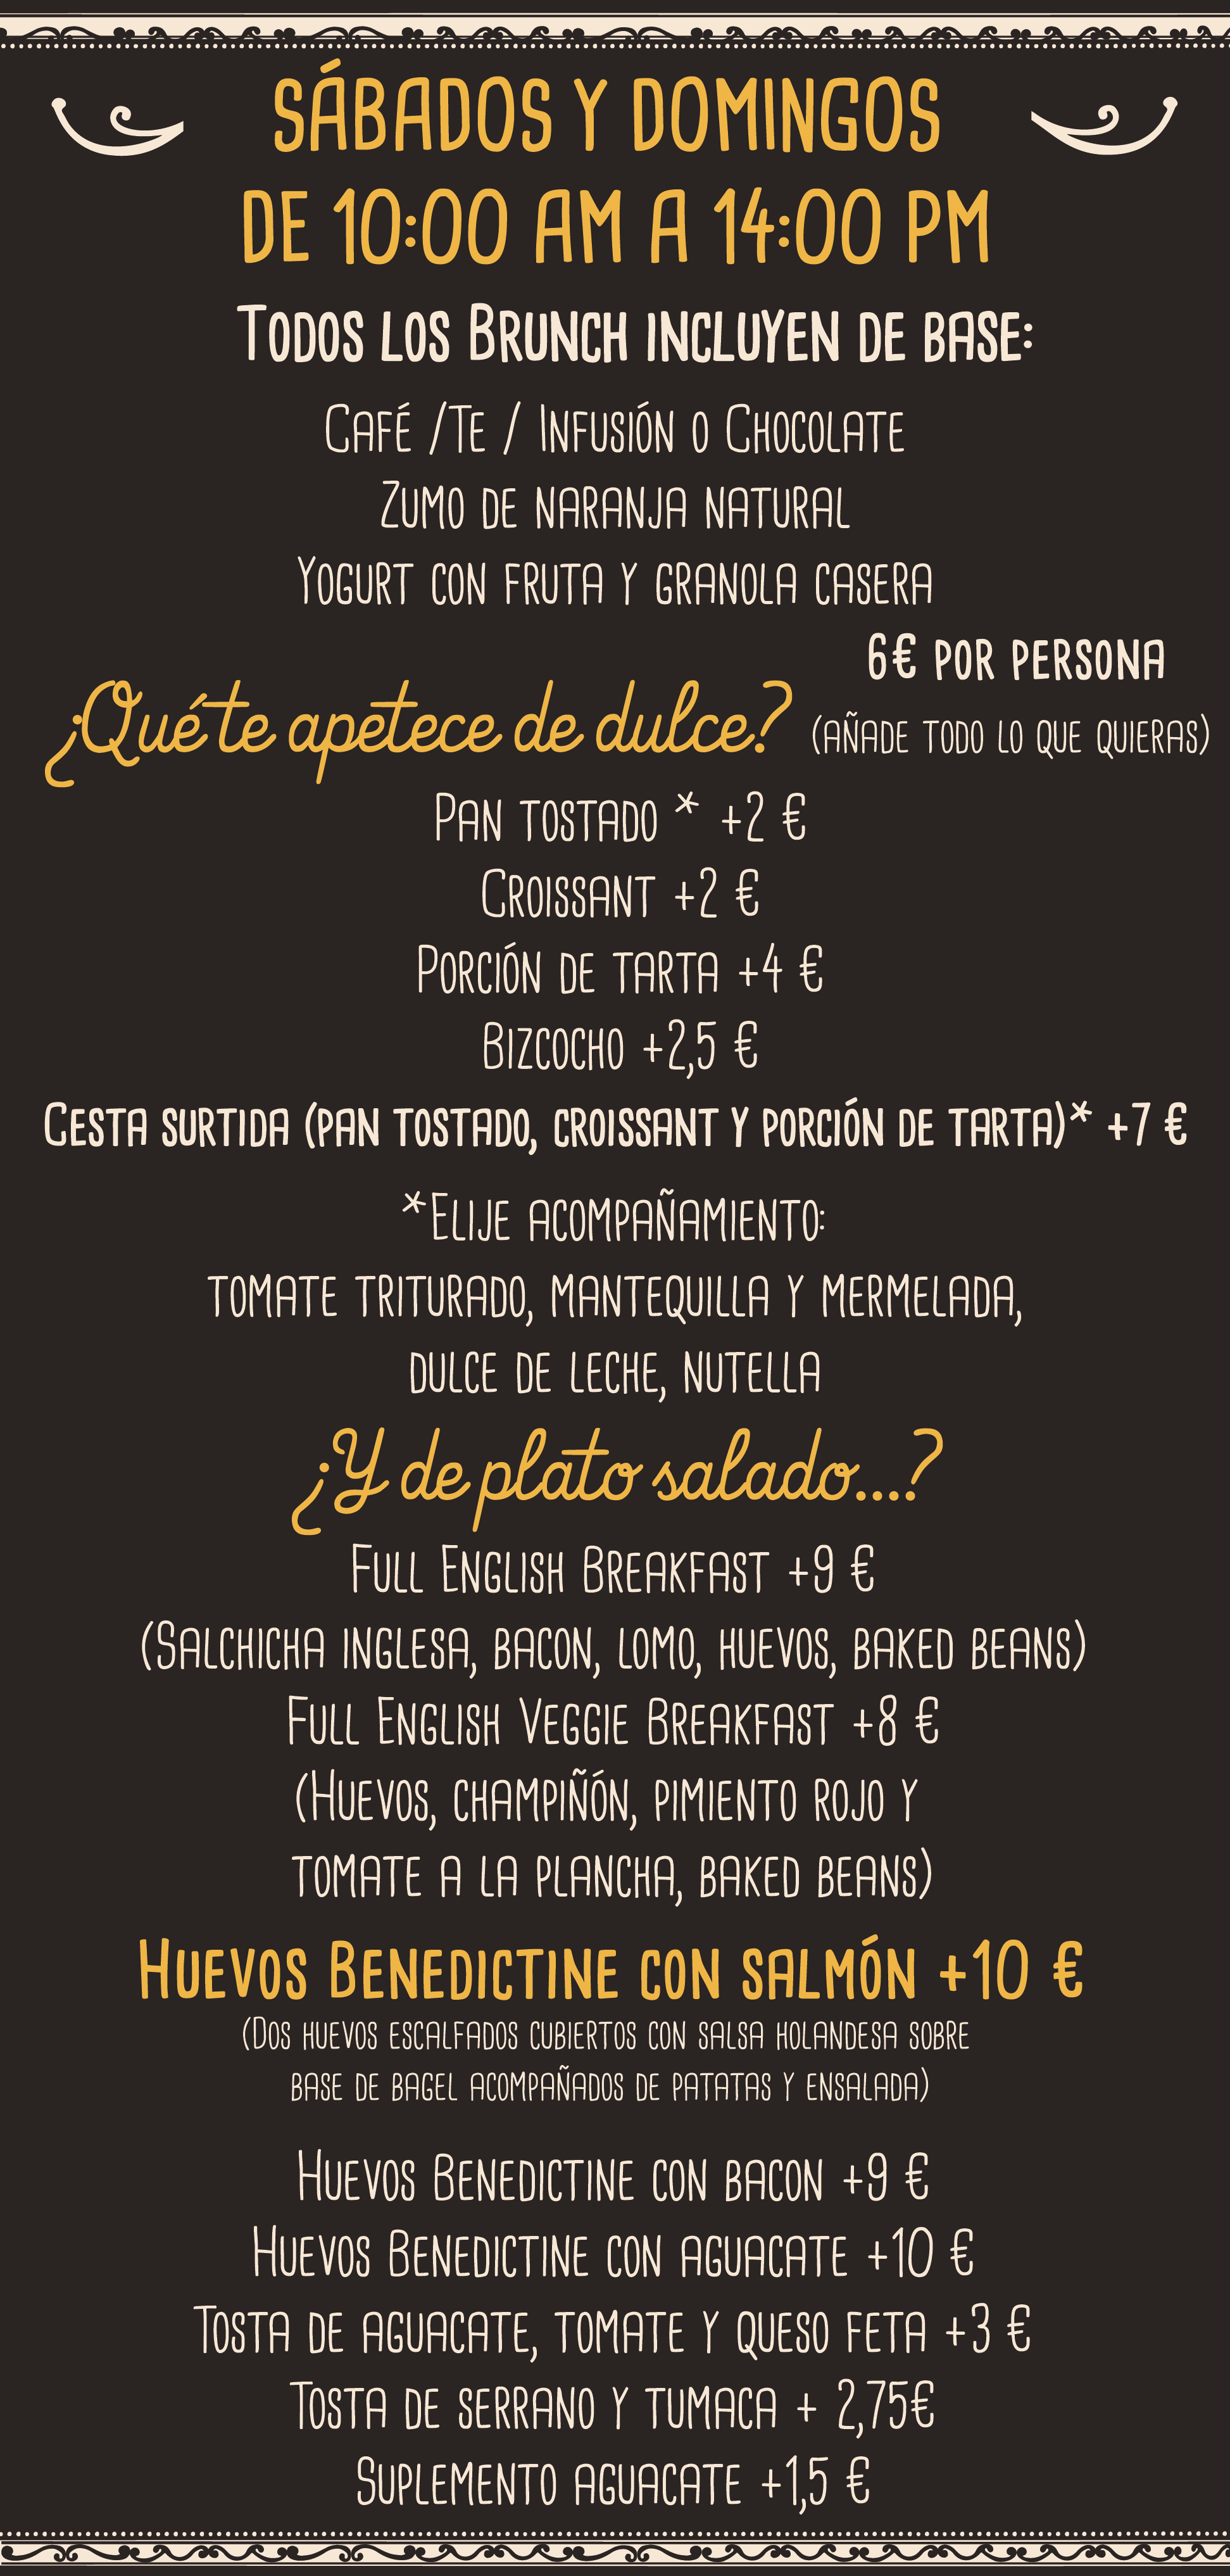 SÁBADOS Y DOMINGOS
DE 10:00 AM A 14:00 PM
TODOS LOS BRUNCH INCLUYEN DE BASE:
CAFÉ /TE / INFUSIÓN O CHOCOLATE
ZUMO DE NARANJA NATURAL
YOGURT CON FRUTA Y GRANOLA CASERA
6€ POR PERSONA
¿Qué te apetece de dulce? (AÑADE TODO LO QUE QUIERAS)
PAN TOSTADO * +2 €
CROISSANT +2 €
PORCIÓN DE TARTA +4 €
BIZCOCHO +2,5 €
CESTA SURTIDA (PAN TOSTADO, CROISSANT Y PORCIÓN DE TARTA)* +7 €
*ELIJE ACOMPAÑAMIENTO:
TOMATE TRITURADO, MANTEQUILLA Y MERMELADA,
DULCE DE LECHE, NUTELLA
¿Y de plato salado....?
FULL ENGLISH BREAKFAST +9 €
(SALCHICHA INGLESA, BACON, LOMO, HUEVOS, BAKED BEANS)
FULL ENGLISH VEGGIE BREAKFAST +8 €
(HUEVOS, CHAMPIÑÓN, PIMIENTO ROJO Y
TOMATE A LA PLANCHA, BAKED BEANS)
HUEVOS BENEDICTINE CON SALMÓN +10 €
(DOS HUEVOS ESCALFADOS CUBIERTOS CON SALSA HOLANDESA SOBRE
BASE DE BAGEL ACOMPAÑADOS DE PATATAS Y ENSALADA)
HUEVOS BENEDICTINE CON BACON +9 €
HUEVOS BENEDICTINE CON AGUACATE +10 €
TOSTA DE AGUACATE, TOMATE Y QUESO FETA +3 €
TOSTA DE SERRANO Y TUMACA + 2,75€
SUPLEMENTO AGUACATE +1,5 €